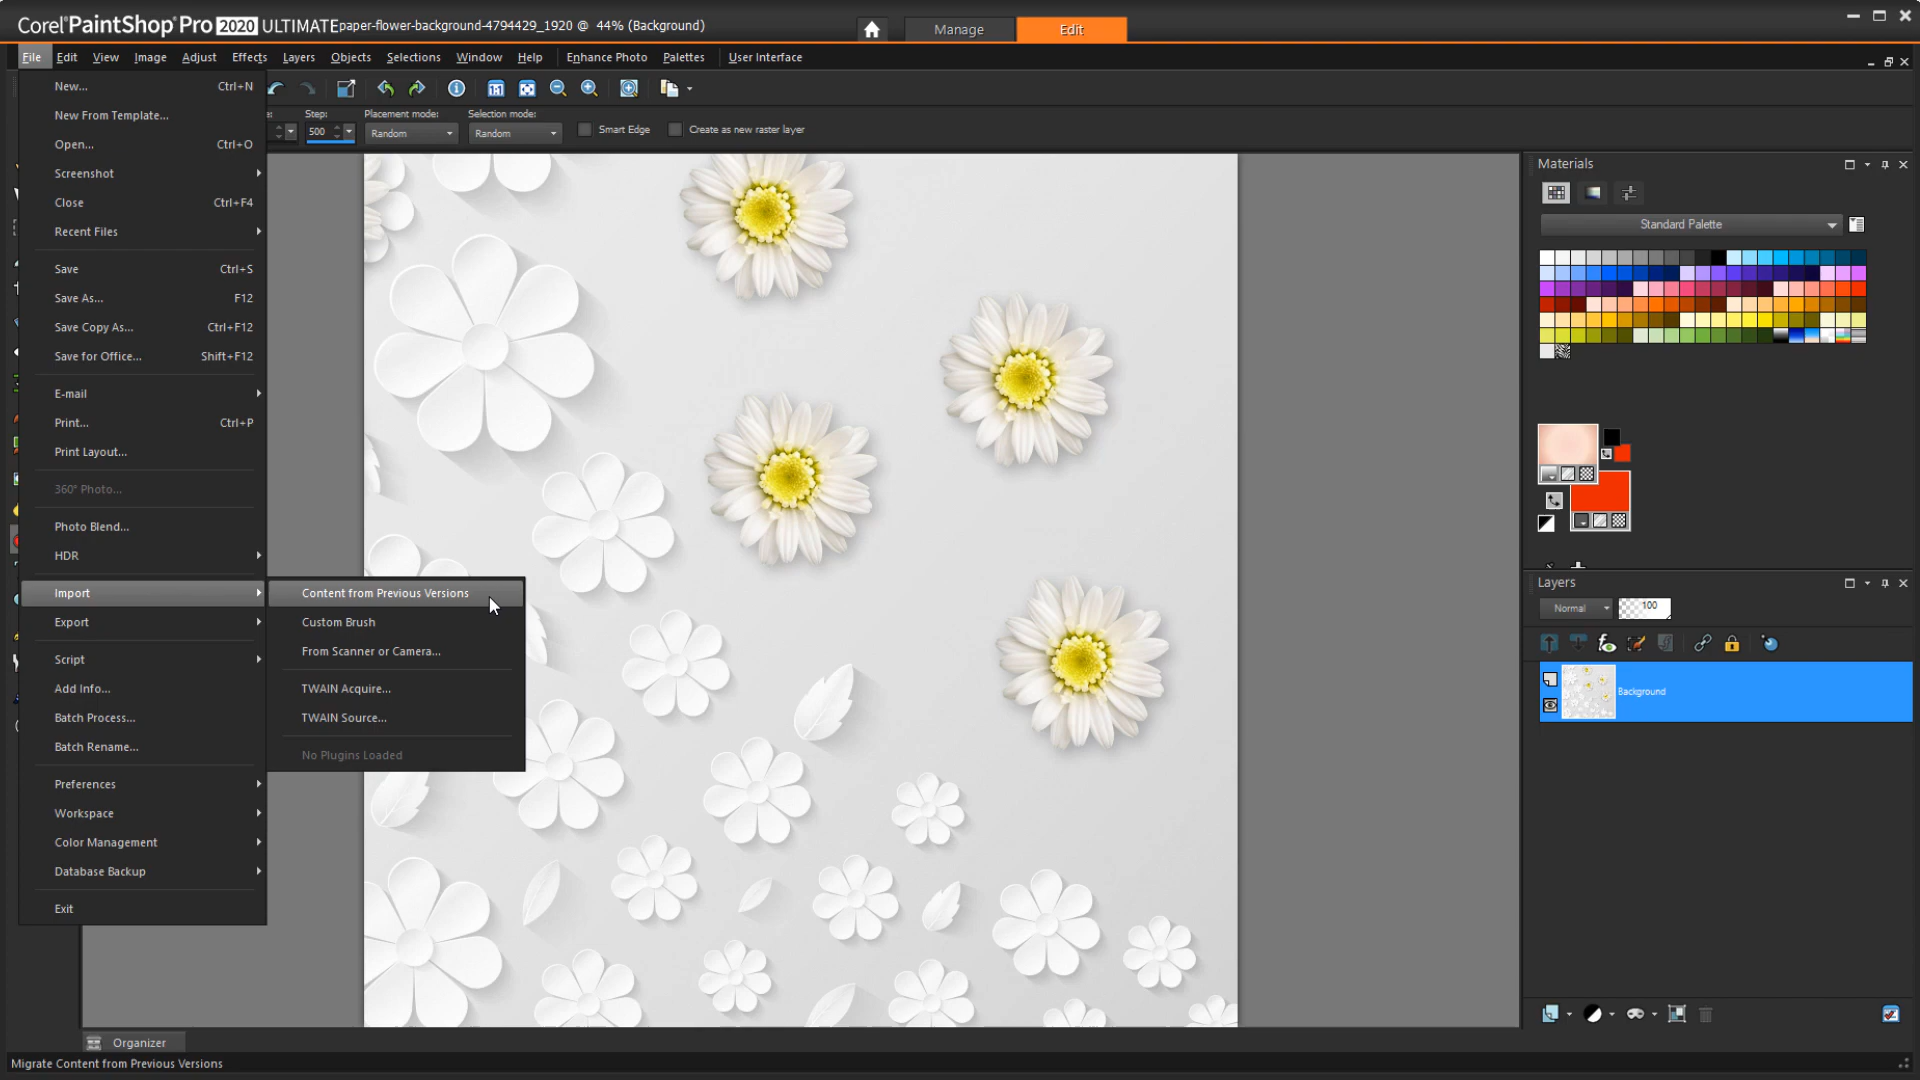 Corel PaintShop Pro 2020 ULTIMATE paper-flower-background-4794429_1920 @ 44% (Background)
Manage
Edit
File Edit View Image Adjust Effects Layers Objects Selections Window Help Enhance Photo Palettes User Interface
New... Ctrl+N
New From Template...
Open... Ctrl+O
Screenshot
Close Ctrl+F4
Recent Files
Save Ctrl+S
Save As... F12
Save Copy As... Ctrl+F12
Save for Office... Shift+F12
E-mail
Print... Ctrl+P
Print Layout...
360° Photo...
Photo Blend...
HDR
Import
Export
Script
Add Info...
Batch Process...
Batch Rename...
Preferences
Workspace
Color Management
Database Backup
Exit
Content from Previous Versions
Custom Brush
From Scanner or Camera...
TWAIN Acquire...
TWAIN Source...
No Plugins Loaded
1:1
Step: Placement mode: Selection mode:
500 Random Random Smart Edge Create as new raster layer
Materials
Standard Palette
Layers
Normal 100
Background
Organizer
Migrate Content from Previous Versions